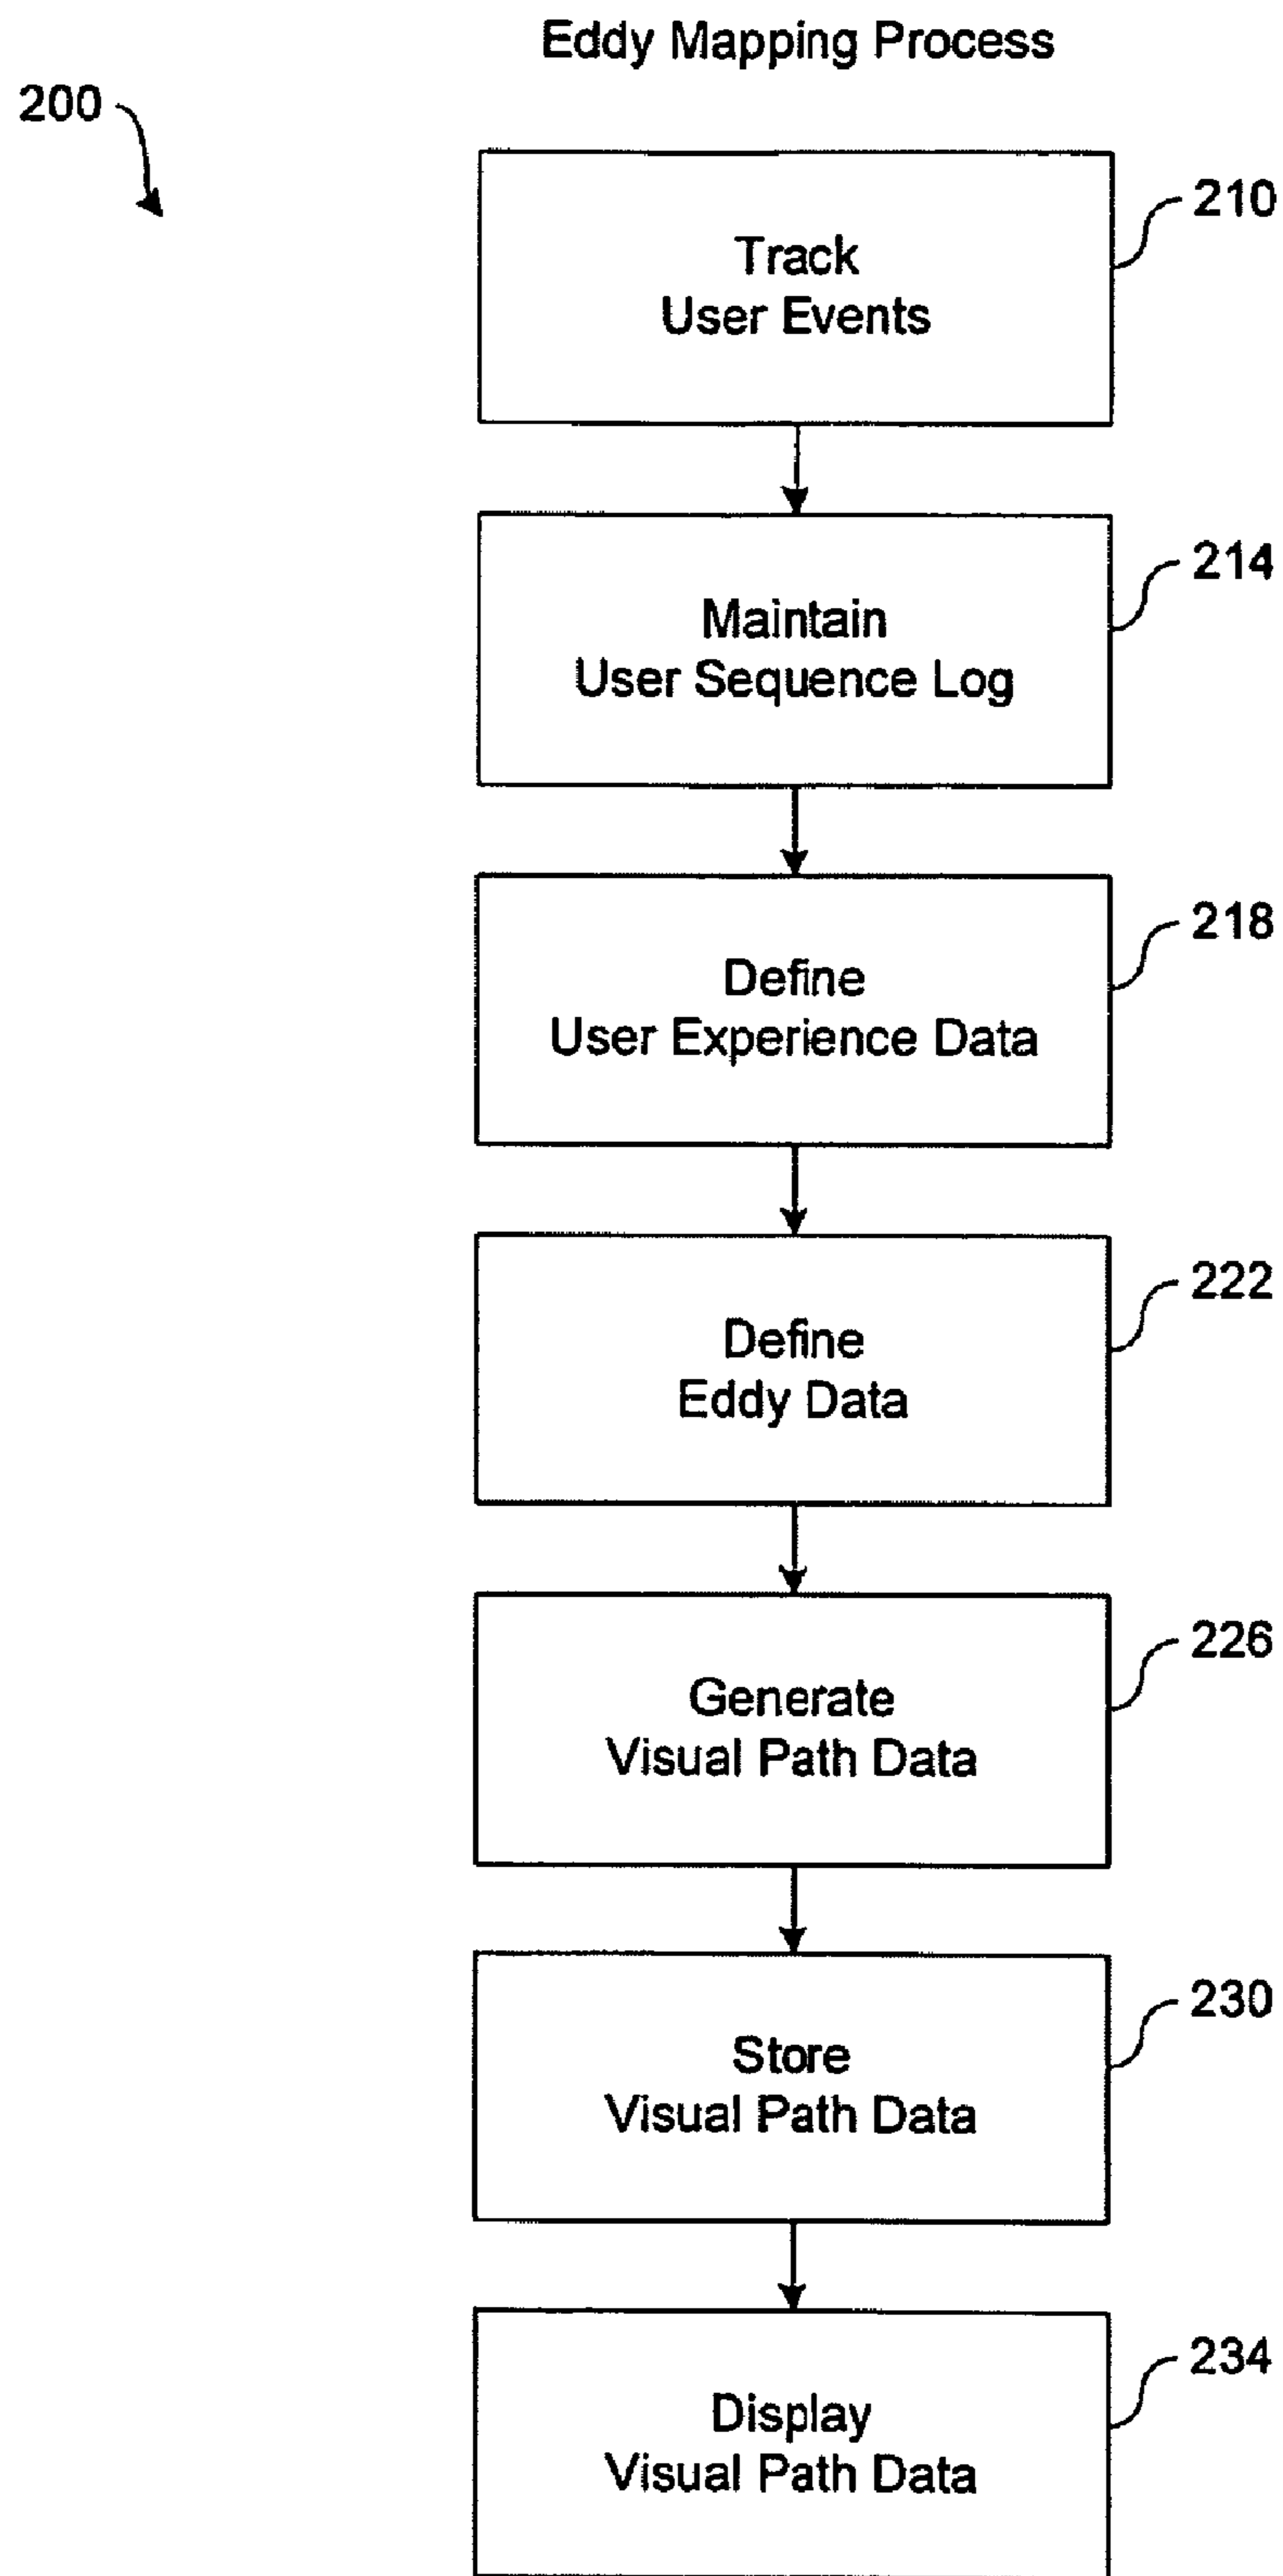 Eddy Mapping Process
200
Track
User Events
210
Maintain
User Sequence Log
214
Define
User Experience Data
218
Define
Eddy Data
222
Generate
Visual Path Data
226
Store
Visual Path Data
230
Display
Visual Path Data
234